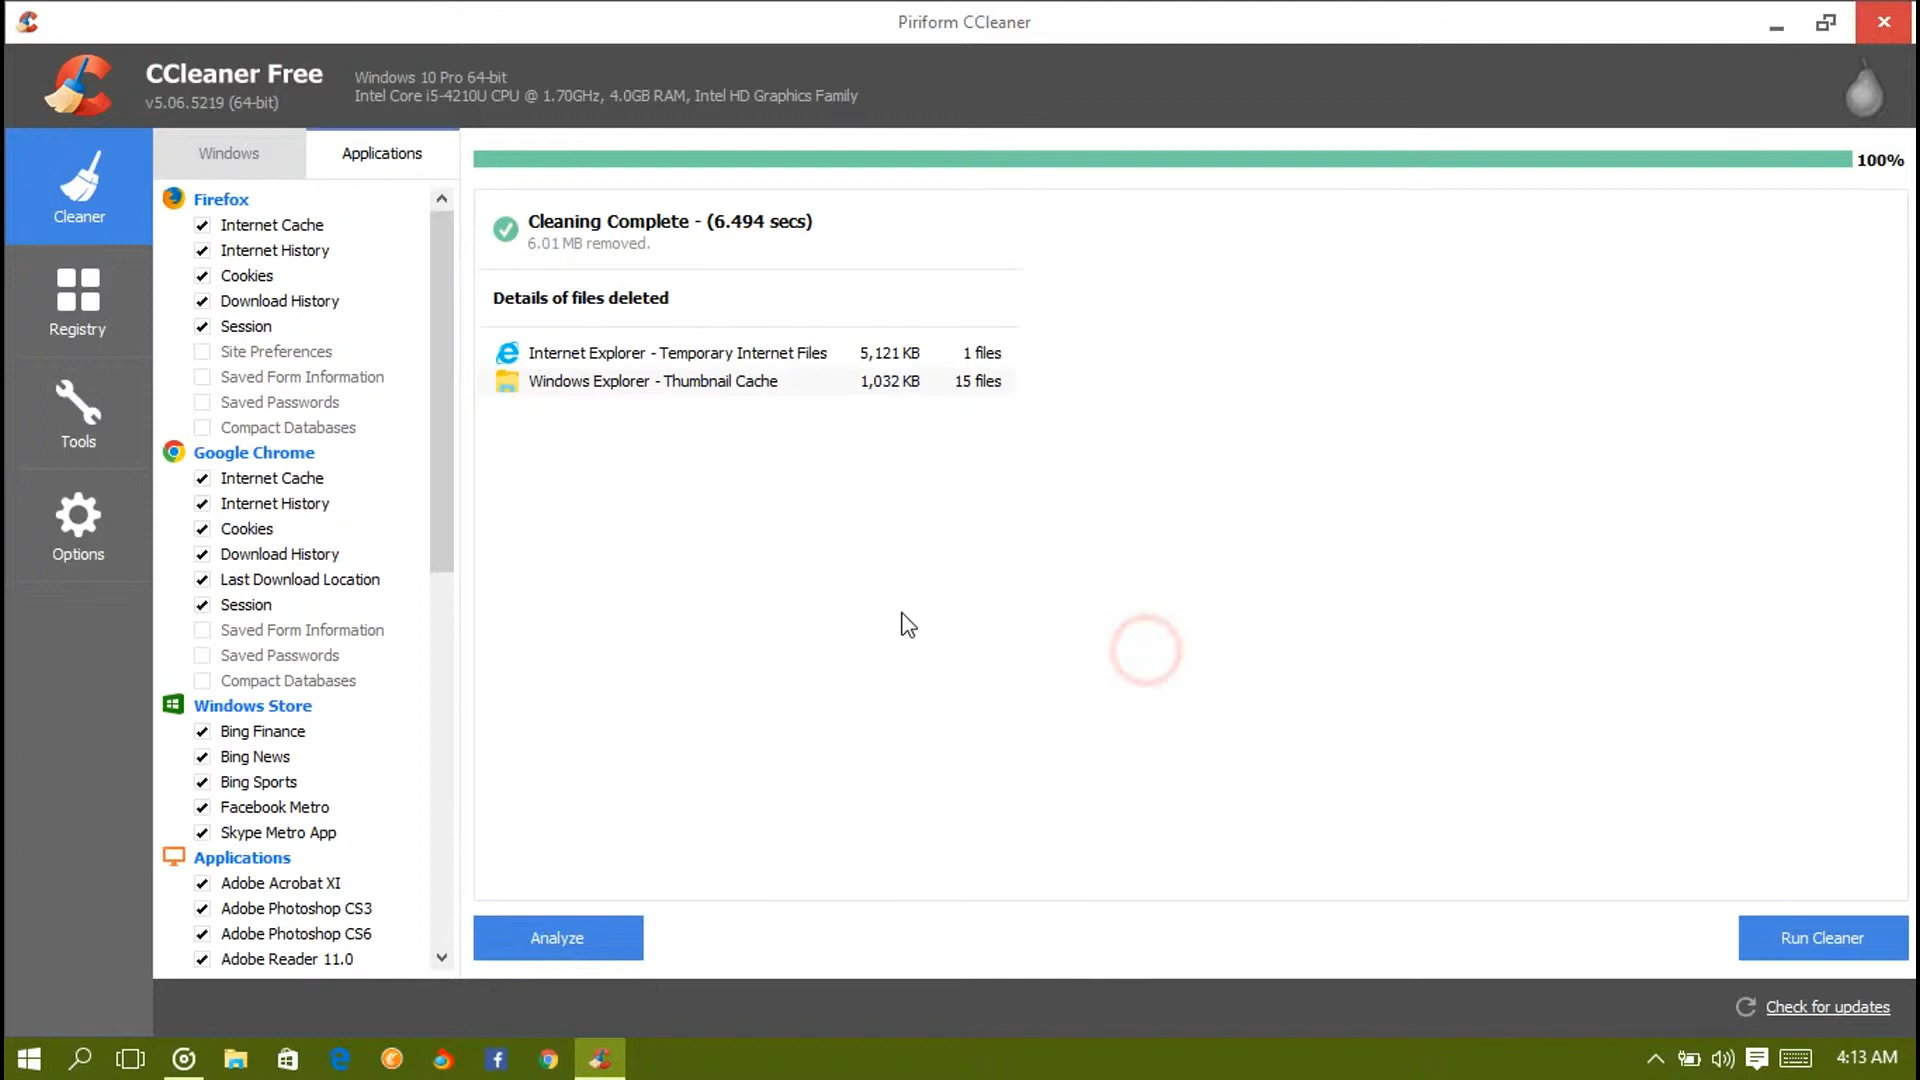 Piriform CCleaner
CCleaner Free
v5.06.5219 (64-bit)
Windows 10 Pro 64-bit
Intel Core i5-4210U CPU @ 1.70GHz, 4.0GB RAM, Intel HD Graphics Family
Cleaner
Registry
Tools
Options
Windows
Applications
Firefox
Internet Cache
Internet History
Cookies
Download History
Session
Site Preferences
Saved Form Information
Saved Passwords
Compact Databases
Google Chrome
Internet Cache
Internet History
Cookies
Download History
Last Download Location
Session
Saved Form Information
Saved Passwords
Compact Databases
Windows Store
Bing Finance
Bing News
Bing Sports
Facebook Metro
Skype Metro App
Applications
Adobe Acrobat XI
Adobe Photoshop CS3
Adobe Photoshop CS6
Adobe Reader 11.0
100%
Cleaning Complete - (6.494 secs)
6.01 MB removed.
Details of files deleted
Internet Explorer - Temporary Internet Files 5,121 KB 1 files
Windows Explorer - Thumbnail Cache 1,032 KB 15 files
Analyze
Run Cleaner
Check for updates
4:13 AM